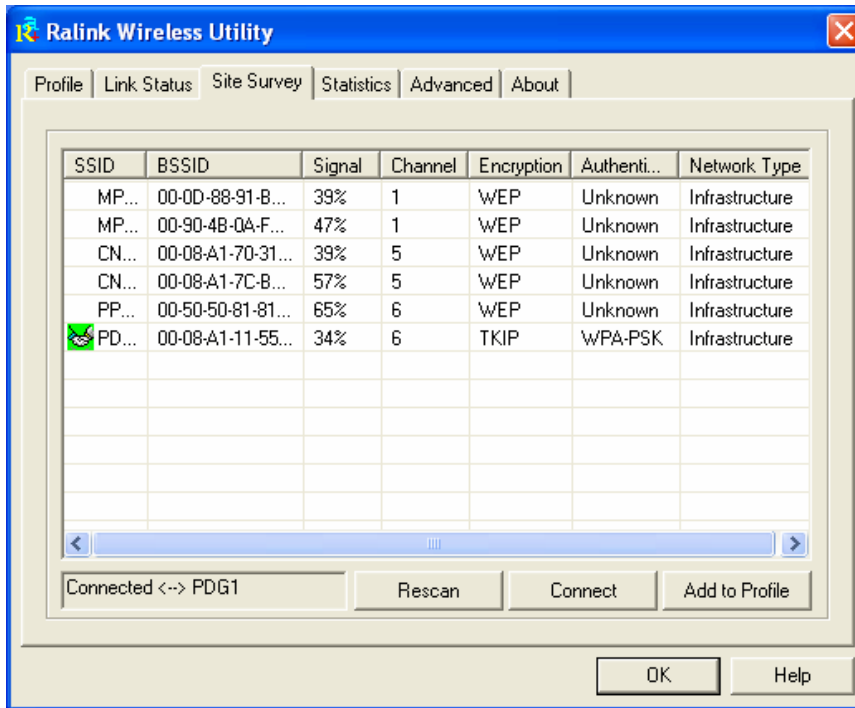 Ralink Wireless Utility
Profile Link Status Site Survey Statistics Advanced About
SSID BSSID Signal Channel Encryption Authenti... Network Type
MP... 00-0D-88-91-B... 39% 1 WEP Unknown Infrastructure
MP... 00-90-4B-0A-F... 47% 1 WEP Unknown Infrastructure
CN... 00-08-A1-70-31... 39% 5 WEP Unknown Infrastructure
CN... 00-08-A1-7C-B... 57% 5 WEP Unknown Infrastructure
PP... 00-50-50-81-81... 65% 6 WEP Unknown Infrastructure
PD... 00-08-A1-11-55... 34% 6 TKIP WPA-PSK Infrastructure
Connected <--> PDG1 Rescan Connect Add to Profile
OK Help